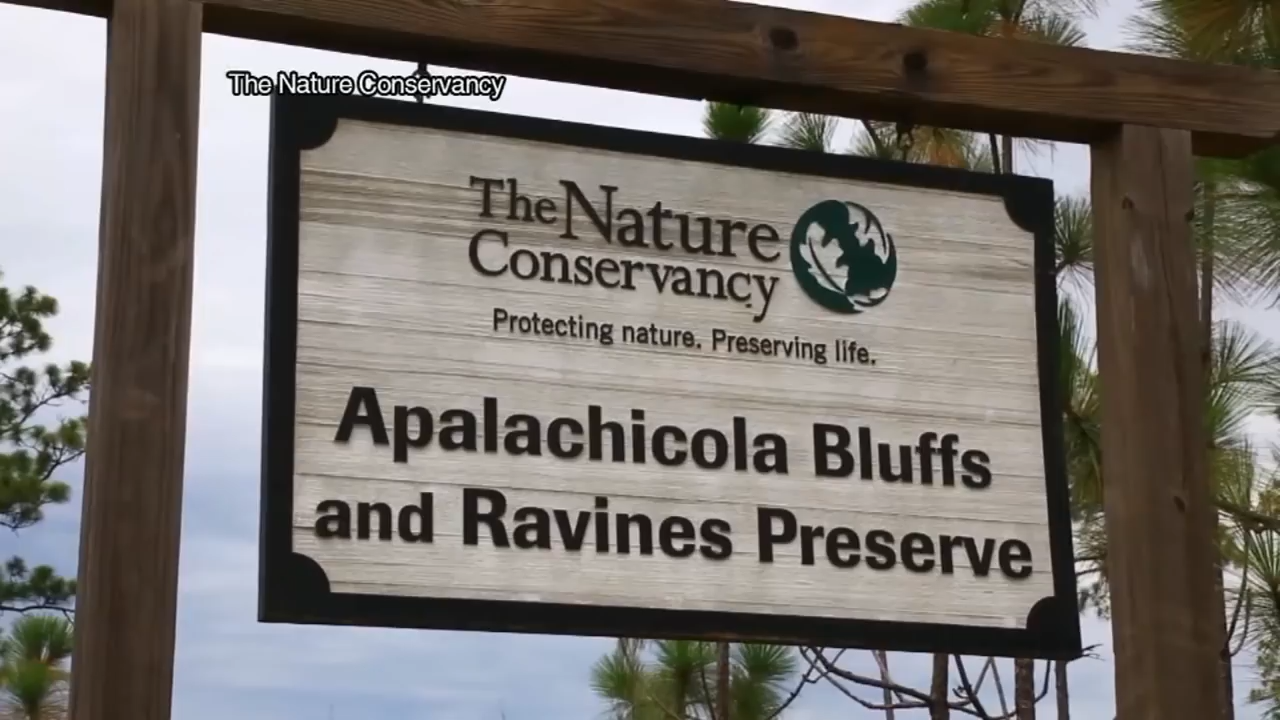 The Nature Conservancy
The Nature
Conservancy
Protecting nature. Preserving life.
Apalachicola Bluffs
and Ravines Preserve